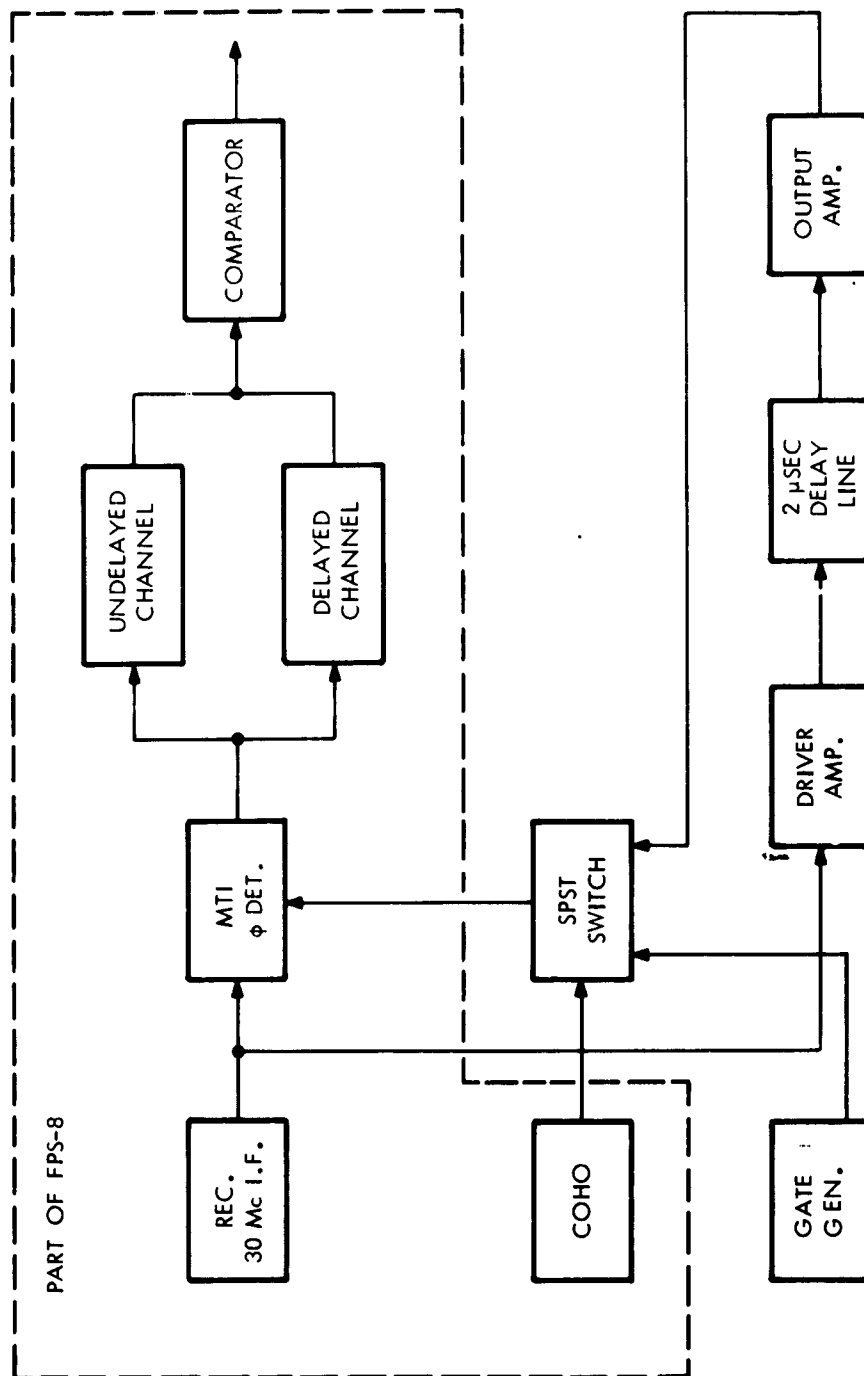 PART OF FPS-8
REC.
30 Mc I.F.
MTI
φ DET.
UNDELAYED
CHANNEL
DELAYED
CHANNEL
COMPARATOR
COHO
SPST
SWITCH
GATE
GEN.
DRIVER
AMP.
2 μSEC
DELAY
LINE
OUTPUT
AMP.